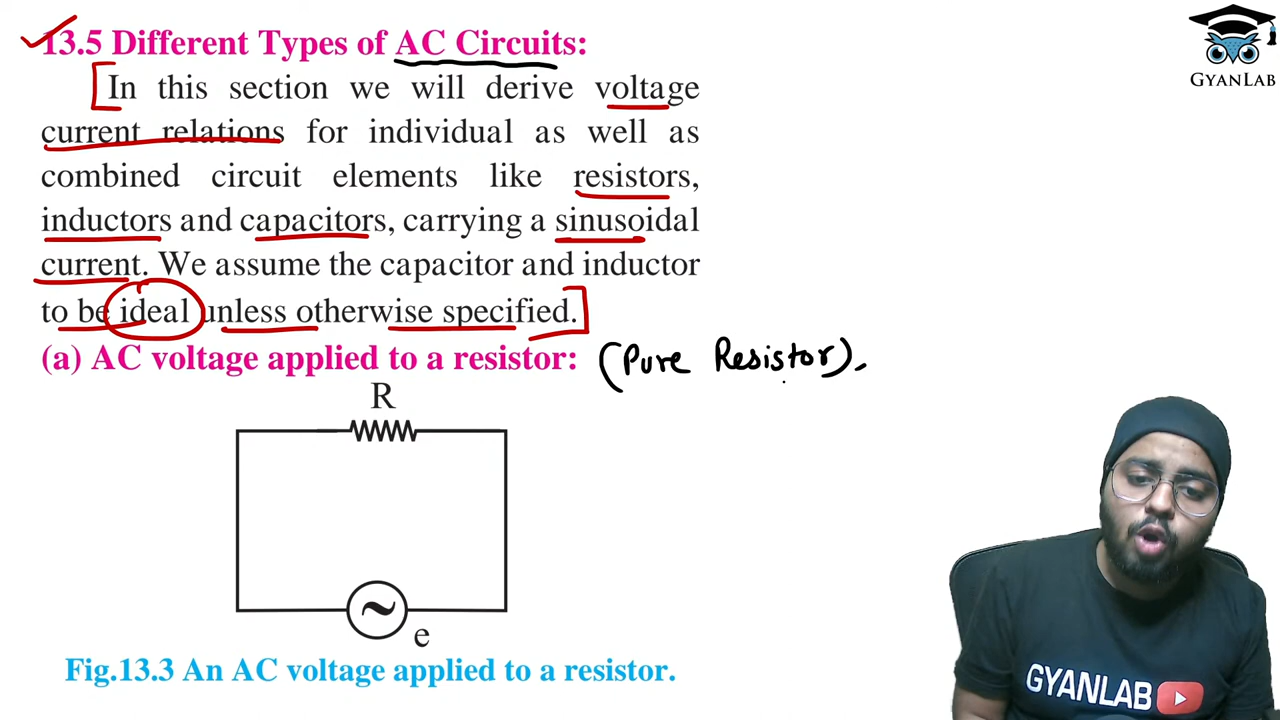 13.5 Different Types of AC Circuits:
In this section we will derive voltage
current relations for individual as well as
combined circuit elements like resistors,
inductors and capacitors, carrying a sinusoidal
current. We assume the capacitor and inductor
to be ideal unless otherwise specified.
(a) AC voltage applied to a resistor: (Pure Resistor),
R
e
Fig.13.3 An AC voltage applied to a resistor.
GYANLAB
GYANLAB